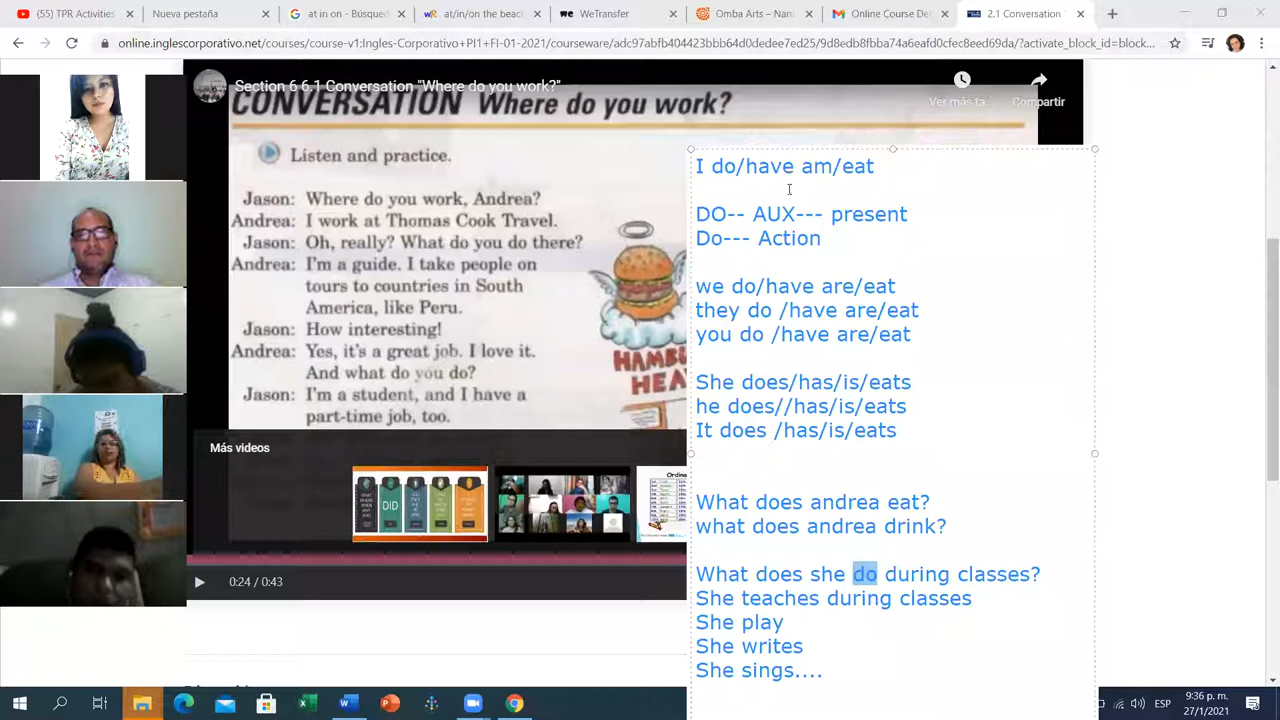 (55) TPR Activities
Nueva pestaña
at in on - Búsqued
at/in/on the beach
WeTransfer
Omba Arts - Nan
Online Course De
2.1 Conversation
online.inglescorporativo.net/courses/course-v1:Ingles-Corporativo+PI1+FI-01-2017/courseware/adc97abfb404423bbb64d0dedee7ed25/9d8edb8faba074a6eafd0cfec8eed69da/?activate_block_id=block...
Section 6 6.1 Conversation "Where do you work?"
Ver más ta...
Compartir
CONVERSATION Where do you work?
Listen and practice.
Jason: Where do you work, Andrea?
Andrea: I work at Thomas Cook Travel.
Jason: Oh, really? What do you do there?
Andrea: I'm a guide. I take people on
tours to countries in South
America, like Peru.
Jason: How interesting!
Andrea: Yes, it's a great job. I love it.
And what do you do?
Jason: I'm a student, and I have a
part-time job, too.
HAMBU
HEA
Más videos
DID
Ordina
0:24 / 0:43
I do/have am/eat
DO-- AUX--- present
Do--- Action
we do/have are/eat
they do /have are/eat
you do /have are/eat
She does/has/is/eats
he does//has/is/eats
It does /has/is/eats
What does andrea eat?
what does andrea drink?
What does she do during classes?
She teaches during classes
She play
She writes
She sings....
ESP
9:36 p. m.
27/1/2021